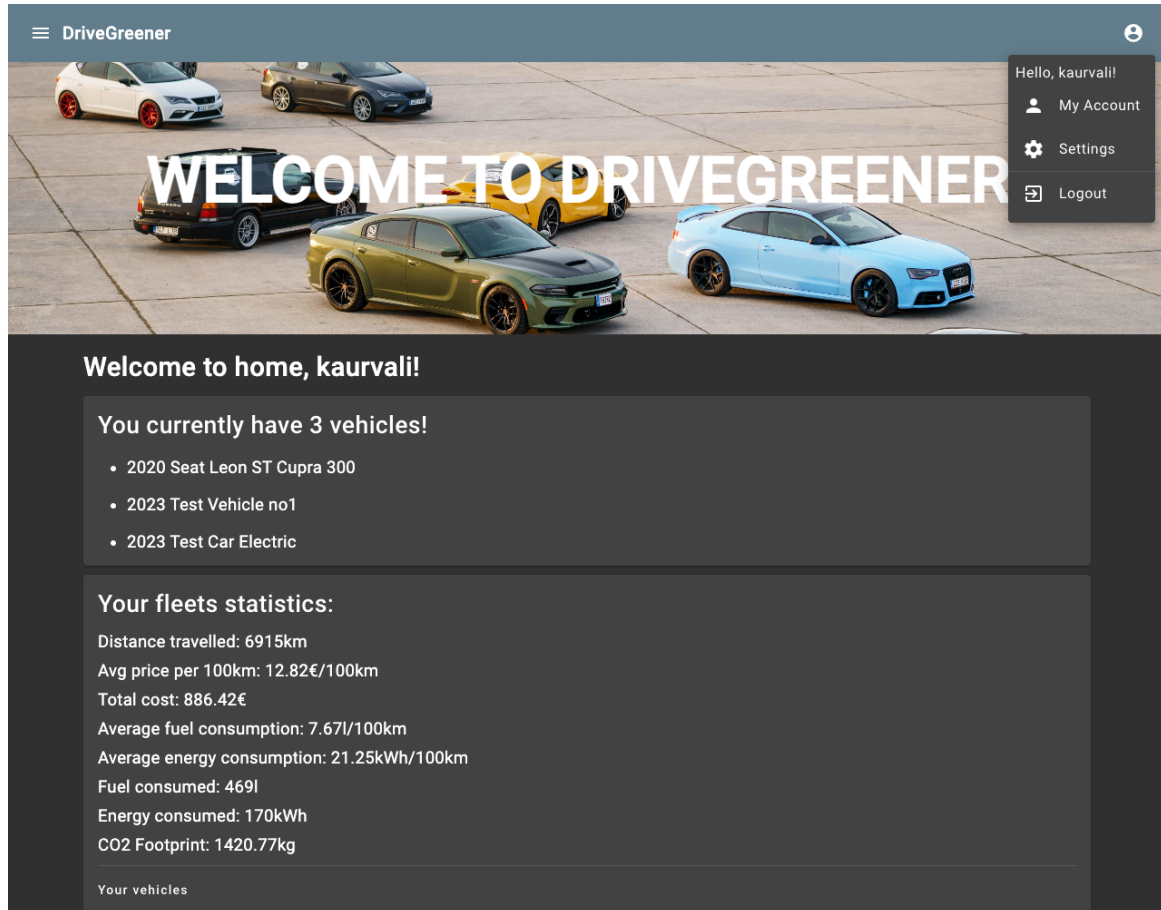 DriveGreener
Hello, kaurvali!
My Account
Settings
Logout
WELCOME TO DRIVEGREENER
Welcome to home, kaurvali!
You currently have 3 vehicles!
• 2020 Seat Leon ST Cupra 300
• 2023 Test Vehicle no1
• 2023 Test Car Electric
Your fleets statistics:
Distance travelled: 6915km
Avg price per 100km: 12.82€/100km
Total cost: 886.42€
Average fuel consumption: 7.67l/100km
Average energy consumption: 21.25kWh/100km
Fuel consumed: 469l
Energy consumed: 170kWh
CO2 Footprint: 1420.77kg
Your vehicles